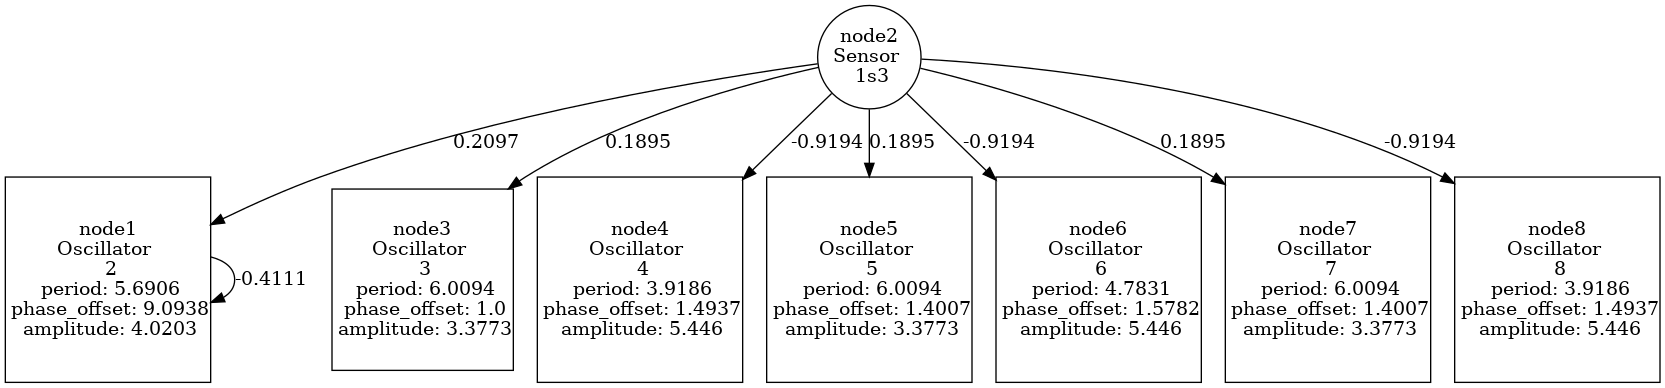 node2
Sensor
1s3
0.2097
0.1895
-0.9194
0.1895
-0.9194
0.1895
-0.9194
node1
Oscillator
2
period: 5.6906
phase_offset: 9.0938
amplitude: 4.0203
-0.4111
node3
Oscillator
3
period: 6.0094
phase_offset: 1.0
amplitude: 3.3773
node4
Oscillator
4
period: 3.9186
phase_offset: 1.4937
amplitude: 5.446
node5
Oscillator
5
period: 6.0094
phase_offset: 1.4007
amplitude: 3.3773
node6
Oscillator
6
period: 4.7831
phase_offset: 1.5782
amplitude: 5.446
node7
Oscillator
7
period: 6.0094
phase_offset: 1.4007
amplitude: 3.3773
node8
Oscillator
8
period: 3.9186
phase_offset: 1.4937
amplitude: 5.446